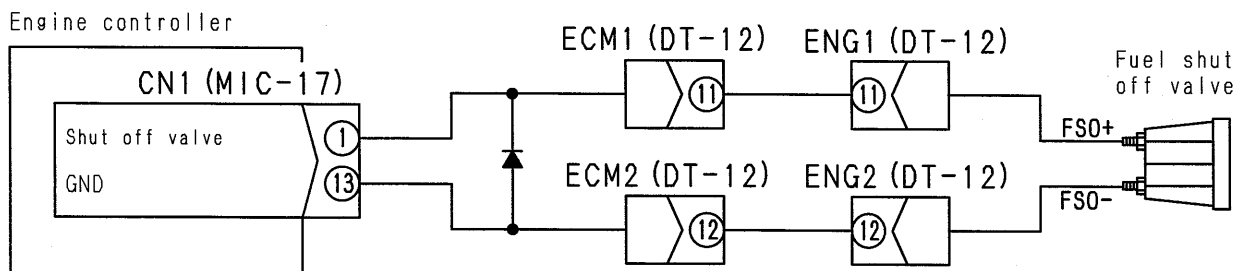 Engine controller
CN1 (MIC-17)
Shut off valve
1
GND
13
ECM1 (DT-12)
11
ENG1 (DT-12)
11
ECM2 (DT-12)
12
ENG2 (DT-12)
12
Fuel shut
off valve
FSO+
FSO-